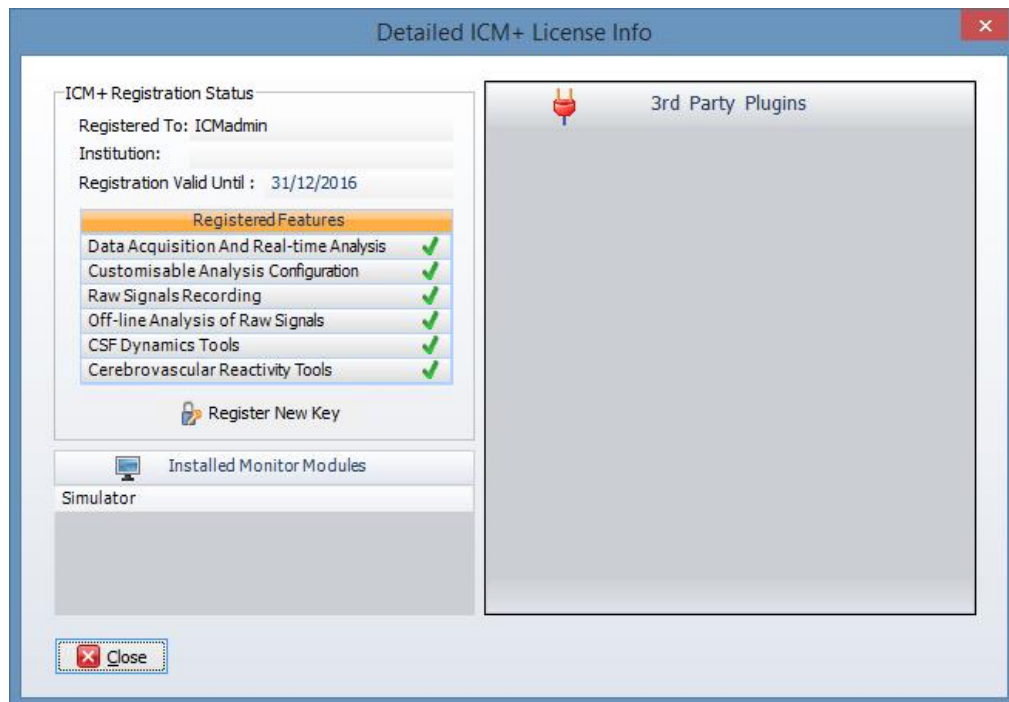 Detailed ICM+ License Info
ICM+ Registration Status
Registered To: ICMadmin
Institution:
Registration Valid Until : 31/12/2016
Registered Features
Data Acquisition And Real-time Analysis
Customisable Analysis Configuration
Raw Signals Recording
Off-line Analysis of Raw Signals
CSF Dynamics Tools
Cerebrovascular Reactivity Tools
Register New Key
Installed Monitor Modules
Simulator
3rd Party Plugins
Close